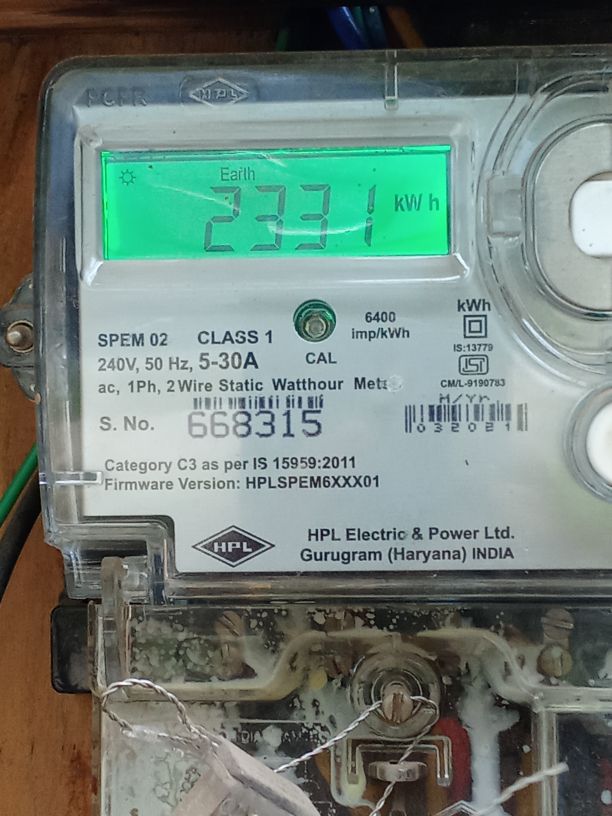 HPL
Earth
2331 kW h
6400
imp/kWh
kWh
SPEM 02 CLASS 1
CAL
IS:13779
240V, 50 Hz, 5-30A
ISI
CM/L-9190783
ac, 1Ph, 2 Wire Static Watthour
M/Yr
S. No. 668315
032021
Category C3 as per IS 15959:2011
Firmware Version: HPLSPEM6XXX01
HPL
HPL Electric & Power Ltd.
Gurugram (Haryana) INDIA